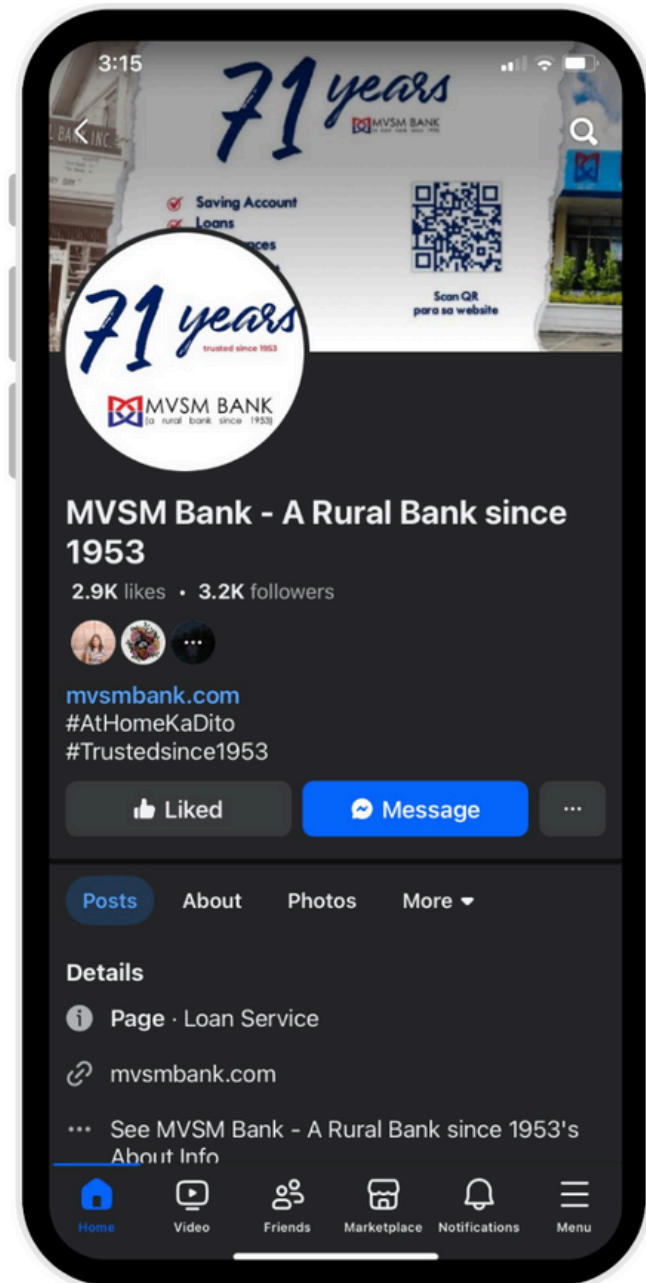 3:15
71 years
MVSM BANK
BANK INC.
Saving Account
Loans
Scan QR
para sa website
71 years
trusted since 1953
MVSM BANK
(a rural bank since 1953)
MVSM Bank - A Rural Bank since
1953
2.9K likes • 3.2K followers
mvsmbank.com
#AtHomeKaDito
#Trustedsince1953
Liked
Message
Posts About Photos More
Details
Page · Loan Service
mvsmbank.com
See MVSM Bank - A Rural Bank since 1953's
About Info
Home Video Friends Marketplace Notifications Menu